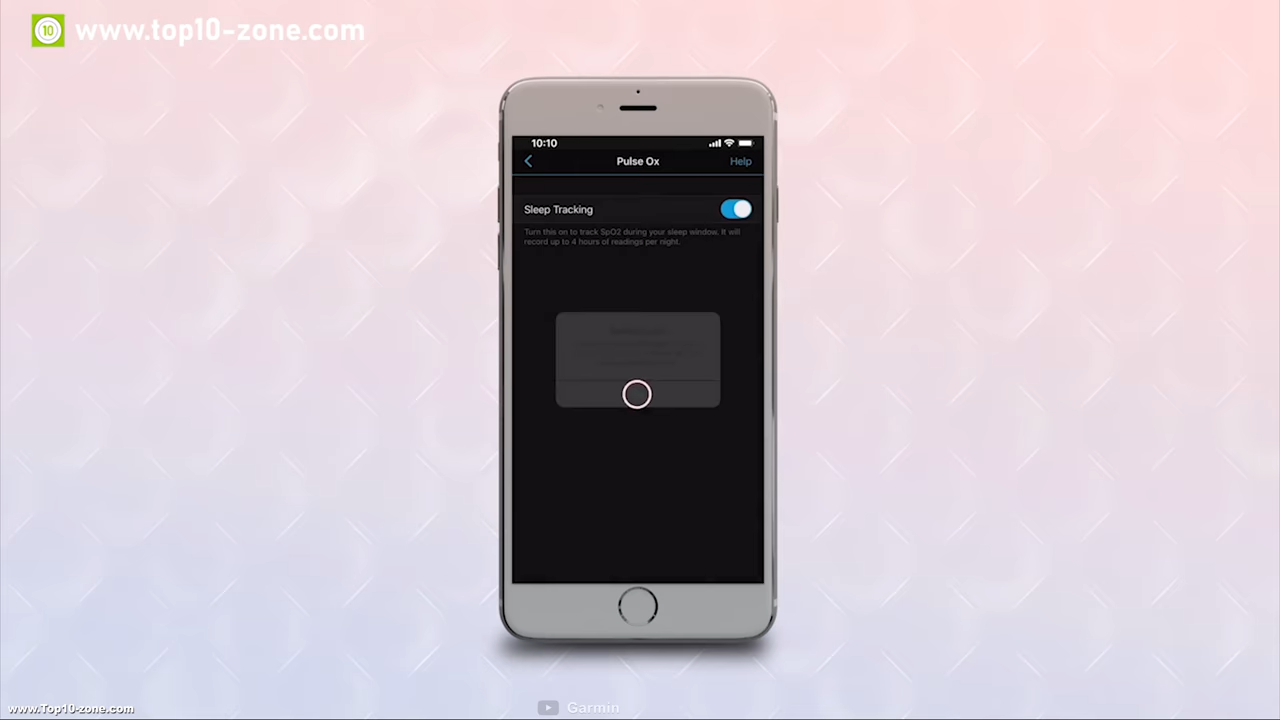 10
www.top10-zone.com
10:10
Pulse Ox
Help
Sleep Tracking
Turn this on to track SpO2 during your sleep window. It will
record up to 4 hours of readings per night.
www.Top10-zone.com
Garmin